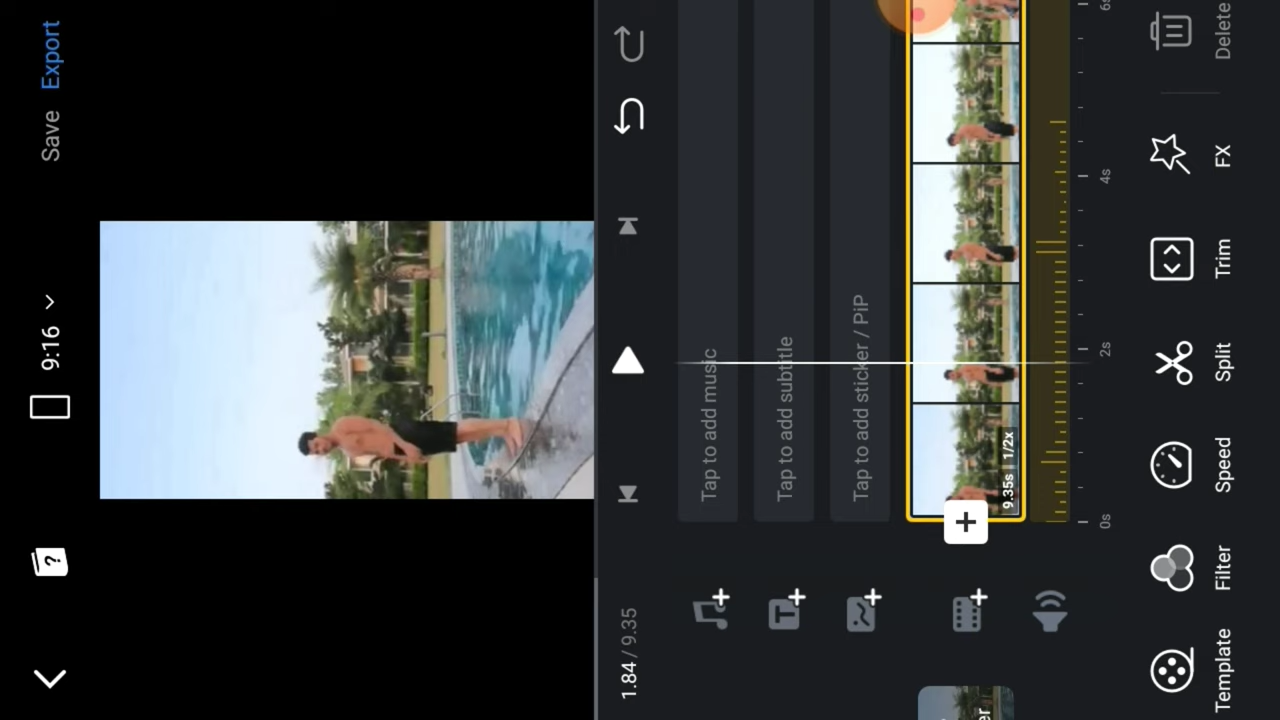 9:16
Save
Export
1.84 / 9.35
Tap to add music
Tap to add subtitle
Tap to add sticker / PiP
9.35s | 1/2x
0s
2s
4s
6s
Template
Filter
Speed
Split
Trim
FX
Delete